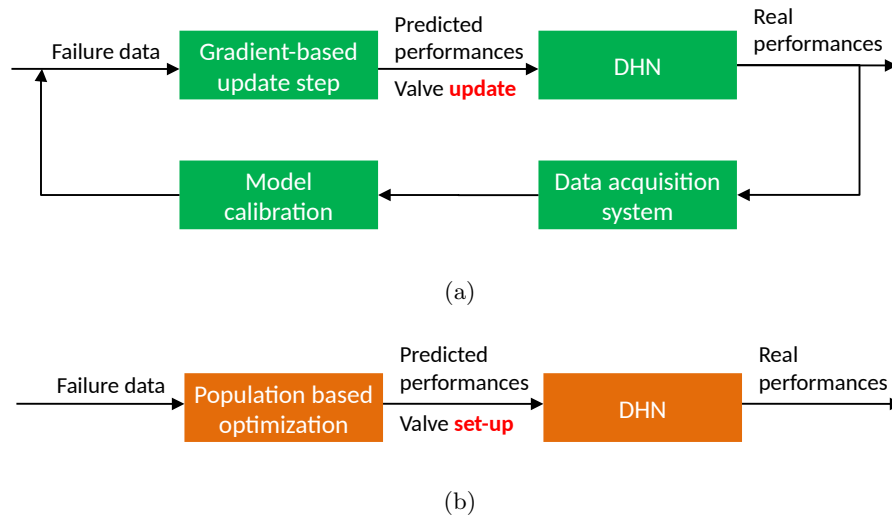 Failure data
Gradient-based
update step
Predicted
performances
Valve update
DHN
Real
performances
Model
calibration
Data acquisition
system
(a)
Failure data
Population based
optimization
Predicted
performances
Valve set-up
DHN
Real
performances
(b)